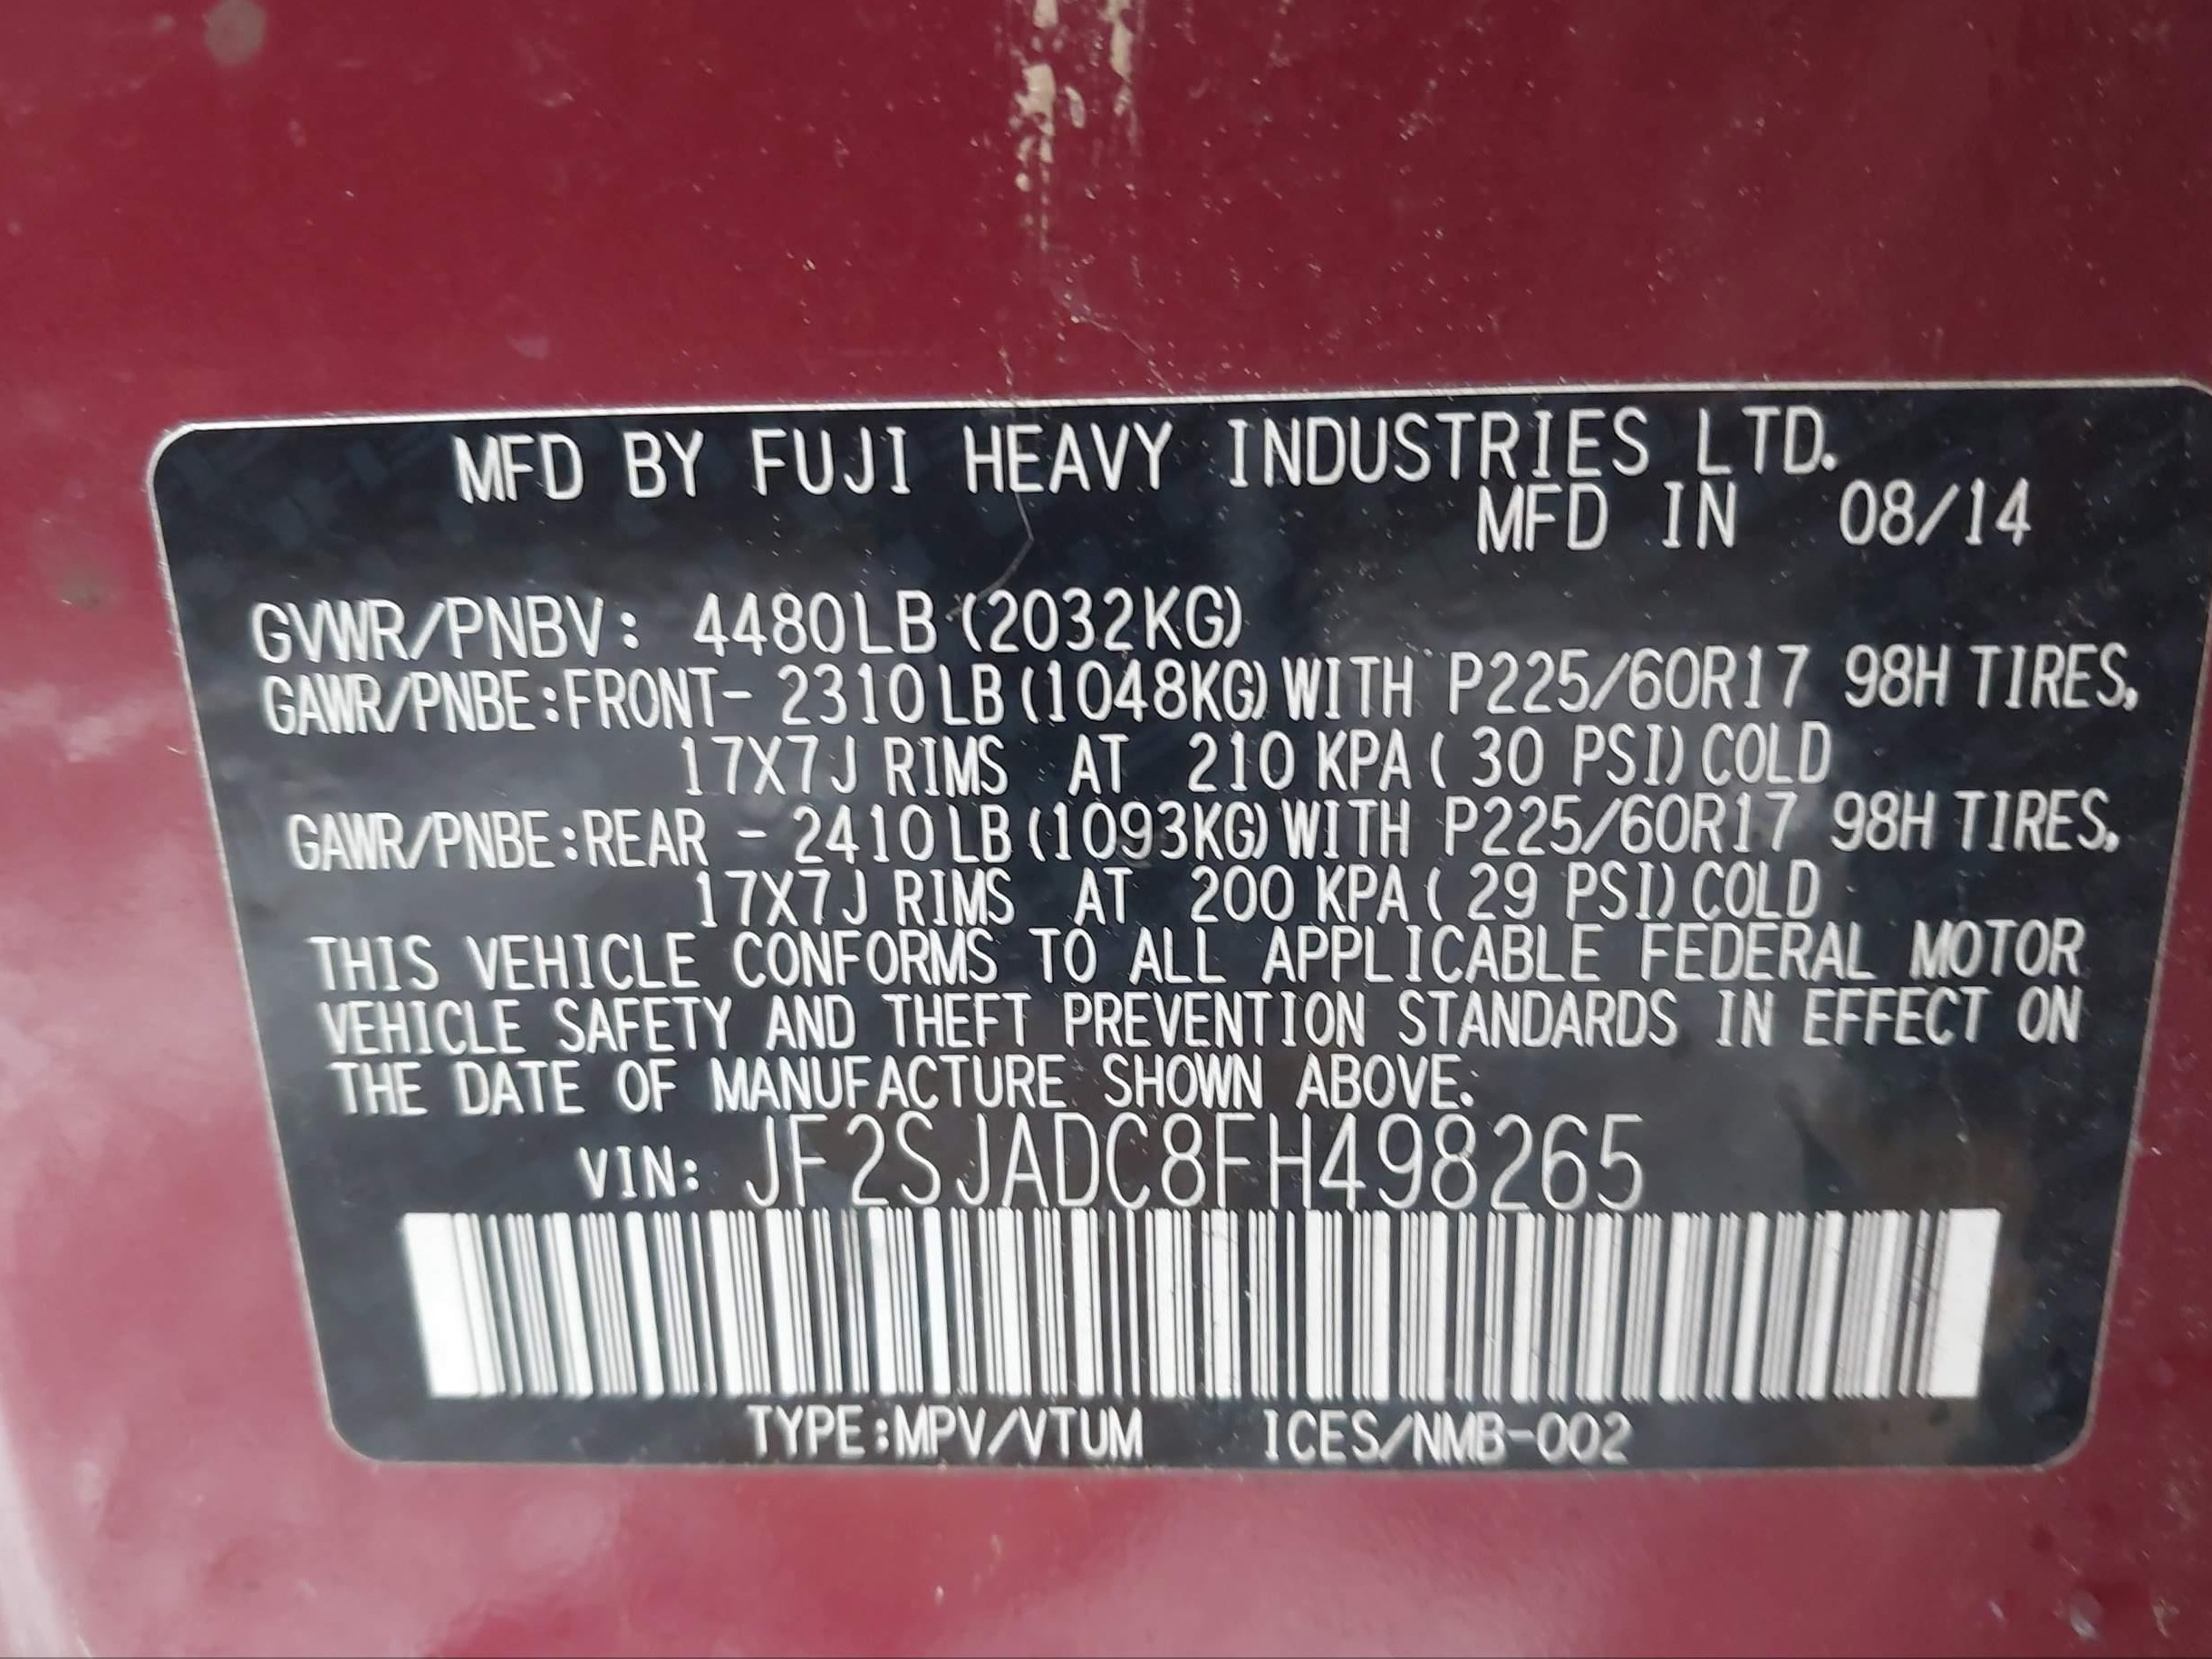 MFD BY FUJI HEAVY INDUSTRIES LTD.
MFD IN 08/14
GVWR/PNBV: 4480LB (2032KG)
GAWR/PNBE:FRONT- 2310LB (1048KG) WITH P225/60R17 98H TIRES,
17X7J RIMS AT 210 KPA ( 30 PSI) COLD
GAWR/PNBE:REAR - 2410LB (1093KG) WITH P225/60R17 98H TIRES,
17X7J RIMS AT 200 KPA ( 29 PSI) COLD
THIS VEHICLE CONFORMS TO ALL APPLICABLE FEDERAL MOTOR
VEHICLE SAFETY AND THEFT PREVENTION STANDARDS IN EFFECT ON
THE DATE OF MANUFACTURE SHOWN ABOVE.
VIN: JF2SJADC8FH498265
TYPE:MPV/VTUM ICES/NMB-002